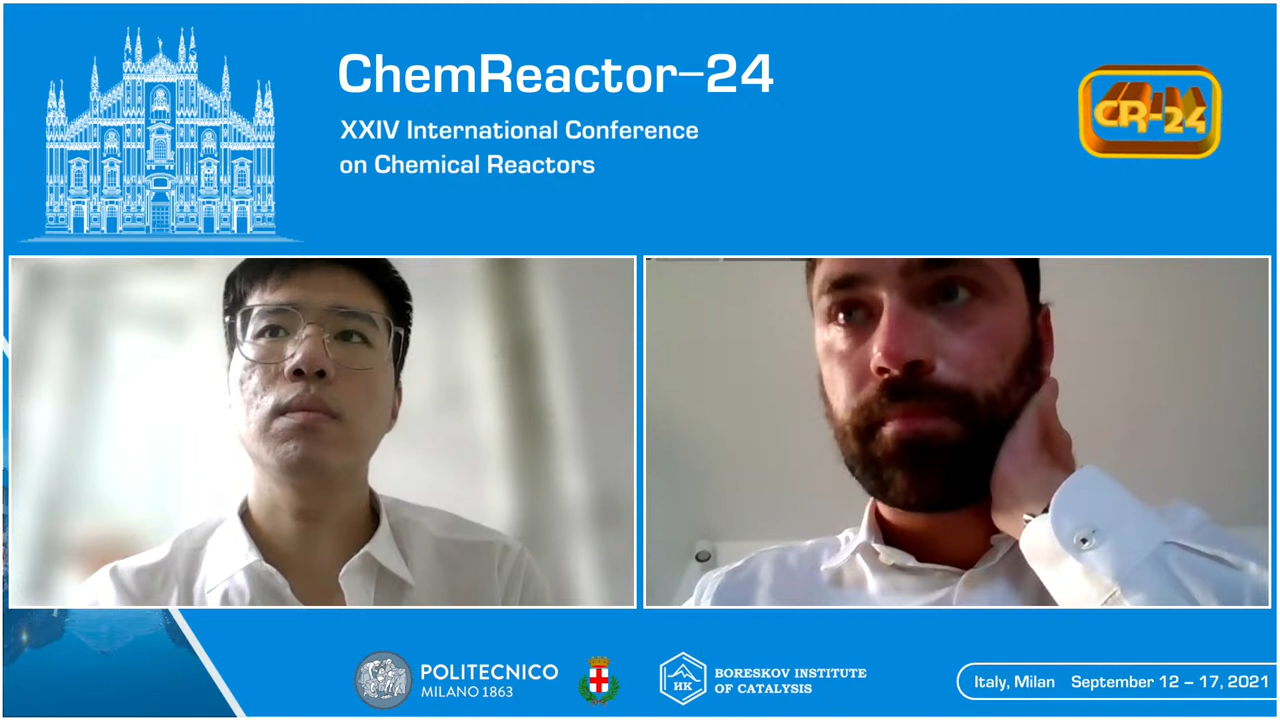 ChemReactor–24
XXIV International Conference
on Chemical Reactors
CR-24
POLITECNICO
MILANO 1863
НК
BORESKOV INSTITUTE
OF CATALYSIS
Italy, Milan September 12 – 17, 2021